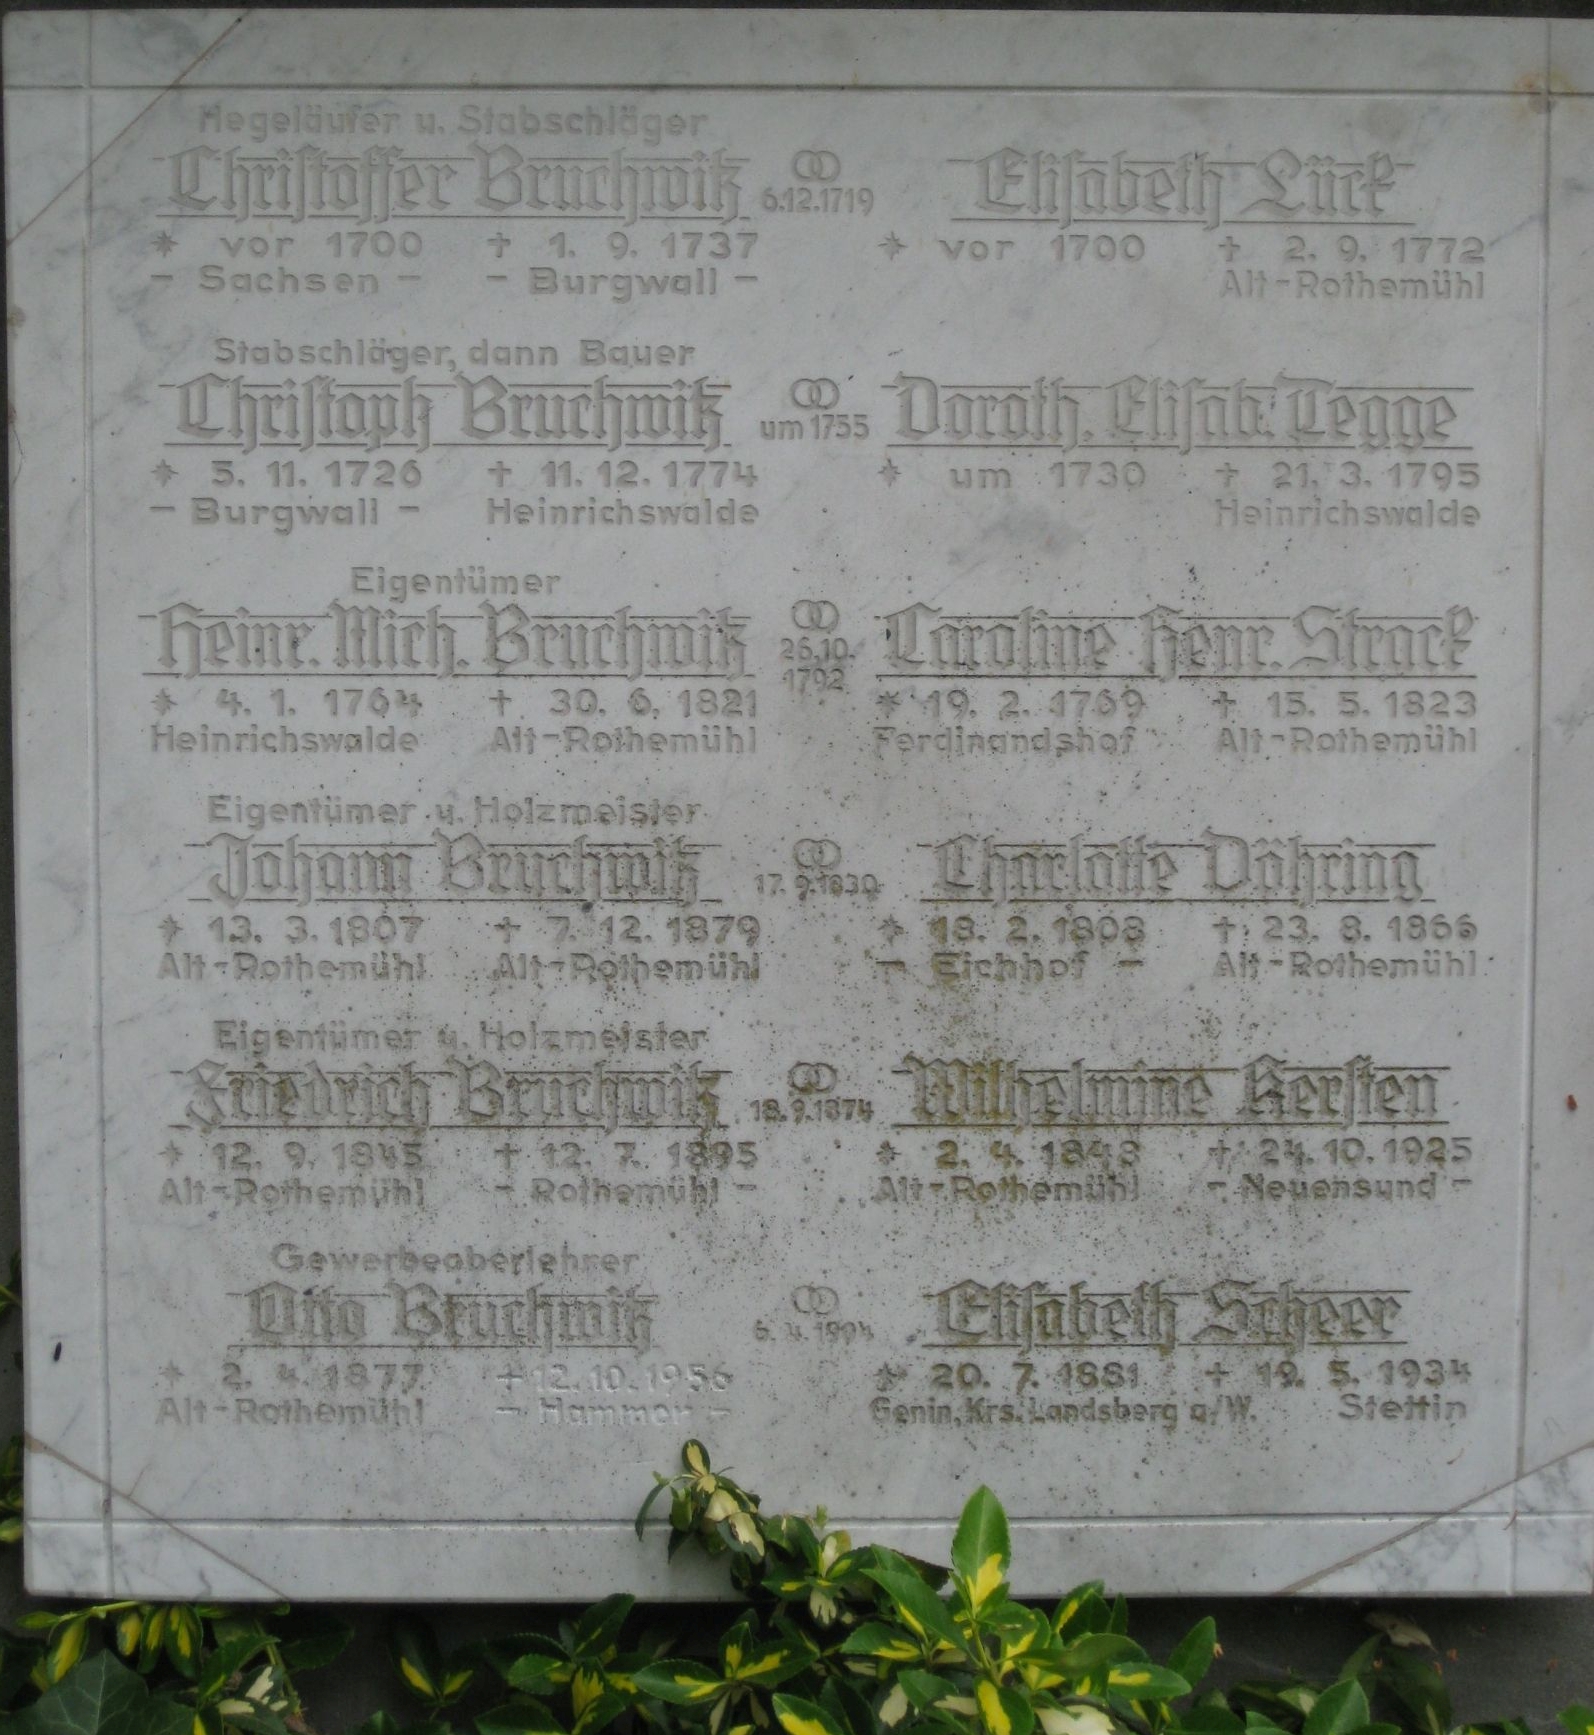 Hegeläufer u. Stabschläger
Christoffer Bruchwitz ⚭ 6.12.1719 Elisabeth Lück
* vor 1700 † 1. 9. 1737 * vor 1700 † 2. 9. 1772
- Sachsen - - Burgwall - Alt-Rothemühl
Stabschläger, dann Bauer
Christoph Bruchwitz ⚭ um 1755 Doroth. Elisab. Tegge
* 5. 11. 1726 † 11. 12. 1774 * um 1730 † 21. 3. 1795
- Burgwall - Heinrichswalde Heinrichswalde
Eigentümer
Heinr. Mich. Bruchwitz ⚭ 26.10. 1792 Caroline Henr. Strack
* 4. 1. 1764 † 30. 6. 1821 * 19. 2. 1769 † 15. 5. 1823
Heinrichswalde Alt-Rothemühl Ferdinandshof Alt-Rothemühl
Eigentümer u. Holzmeister
Johann Bruchwitz ⚭ 17. 9.1830 Charlotte Döhring
* 13. 3. 1807 † 7. 12. 1879 * 18. 2. 1808 † 23. 8. 1866
Alt-Rothemühl Alt-Rothemühl - Eichhof - Alt-Rothemühl
Eigentümer u. Holzmeister
Friedrich Bruchwitz ⚭ 18.9.1874 Wilhelmine Kersten
* 12. 9. 1845 † 12. 7. 1895 * 2. 4. 1848 † 24. 10. 1925
Alt-Rothemühl - Rothemühl - Alt-Rothemühl - Neuensund -
Gewerbeoberlehrer
Otto Bruchwitz ⚭ 6. 4. 1904 Elisabeth Scheer
* 2. 4. 1877 † 12. 10. 1956 * 20. 7. 1881 † 19. 5. 1934
Alt-Rothemühl - Hammer - Genin, Krs. Landsberg a/W. Stettin